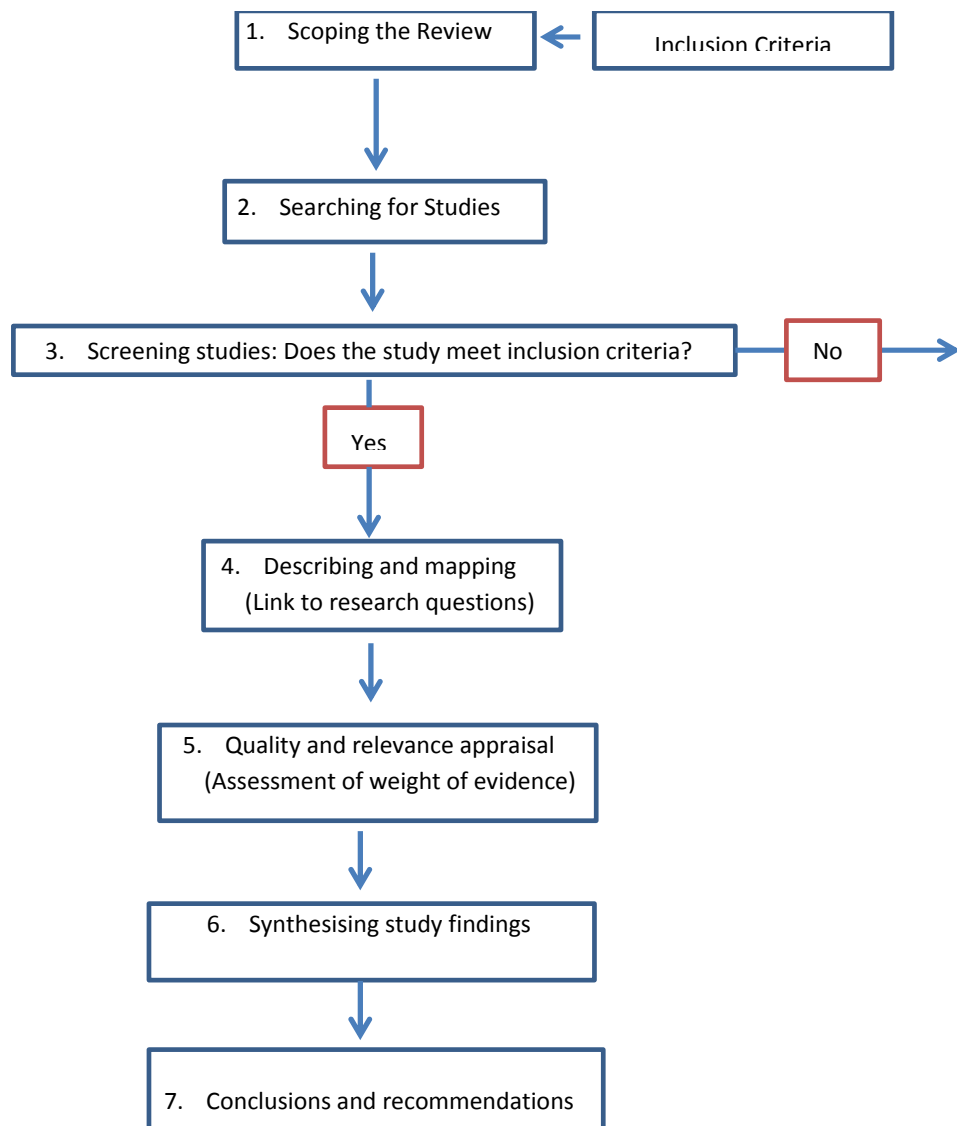 1. Scoping the Review
Inclusion Criteria
2. Searching for Studies
3. Screening studies: Does the study meet inclusion criteria?
No
Yes
4. Describing and mapping
(Link to research questions)
5. Quality and relevance appraisal
(Assessment of weight of evidence)
6. Synthesising study findings
7. Conclusions and recommendations